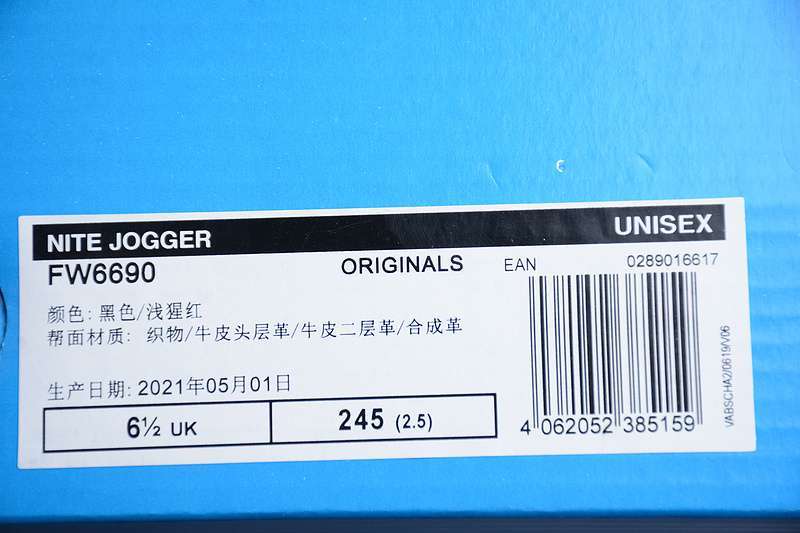 NITE JOGGER UNISEX
FW6690 ORIGINALS EAN 0289016617
颜色: 黑色/浅猩红
帮面材质: 织物/牛皮头层革/牛皮二层革/合成革
生产日期: 2021年05月01日
6½ UK 245 (2.5)
4 062052 385159
VABSCHA2/0619/V06